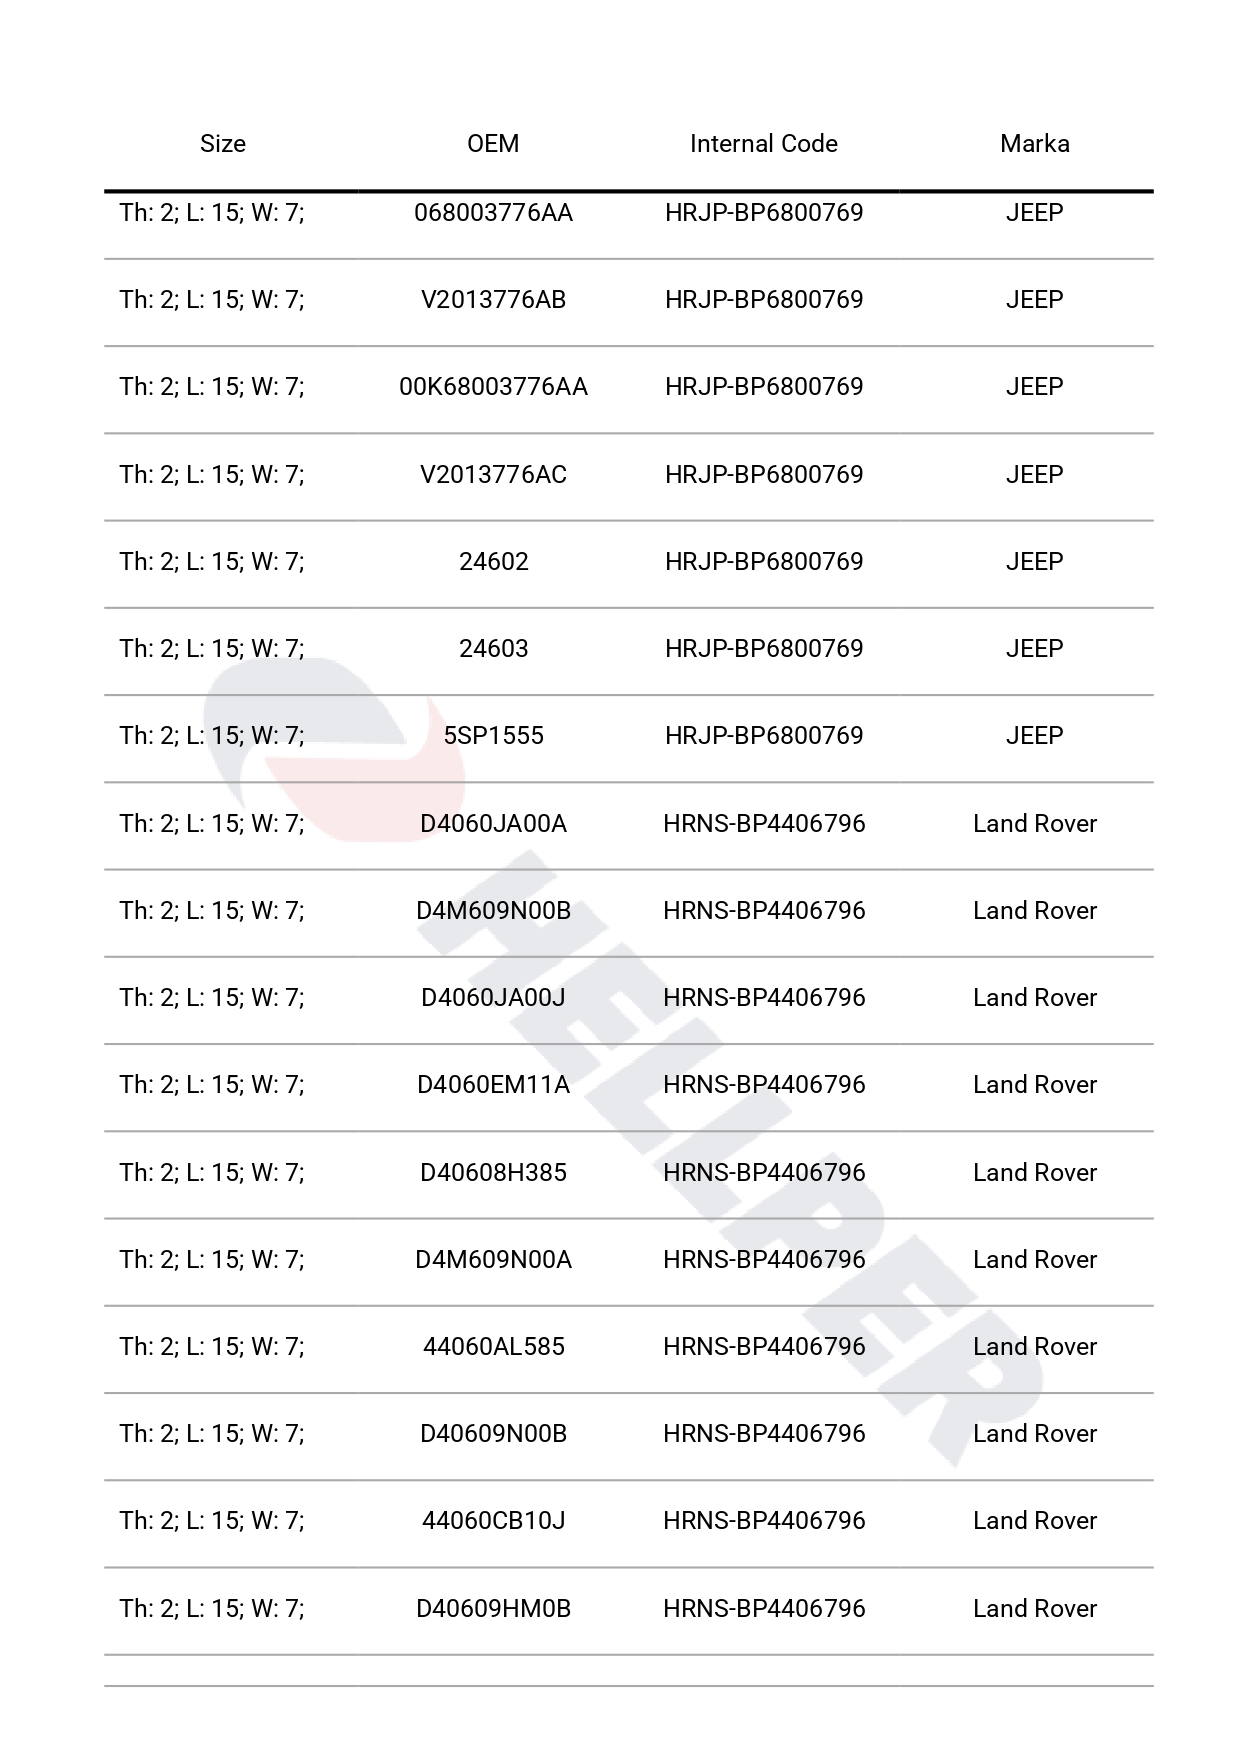 Size OEM Internal Code Marka
Th: 2; L: 15; W: 7; 068003776AA HRJP-BP6800769 JEEP
Th: 2; L: 15; W: 7; V2013776AB HRJP-BP6800769 JEEP
Th: 2; L: 15; W: 7; 00K68003776AA HRJP-BP6800769 JEEP
Th: 2; L: 15; W: 7; V2013776AC HRJP-BP6800769 JEEP
Th: 2; L: 15; W: 7; 24602 HRJP-BP6800769 JEEP
Th: 2; L: 15; W: 7; 24603 HRJP-BP6800769 JEEP
Th: 2; L: 15; W: 7; 5SP1555 HRJP-BP6800769 JEEP
Th: 2; L: 15; W: 7; D4060JA00A HRNS-BP4406796 Land Rover
Th: 2; L: 15; W: 7; D4M609N00B HRNS-BP4406796 Land Rover
Th: 2; L: 15; W: 7; D4060JA00J HRNS-BP4406796 Land Rover
Th: 2; L: 15; W: 7; D4060EM11A HRNS-BP4406796 Land Rover
Th: 2; L: 15; W: 7; D40608H385 HRNS-BP4406796 Land Rover
Th: 2; L: 15; W: 7; D4M609N00A HRNS-BP4406796 Land Rover
Th: 2; L: 15; W: 7; 44060AL585 HRNS-BP4406796 Land Rover
Th: 2; L: 15; W: 7; D40609N00B HRNS-BP4406796 Land Rover
Th: 2; L: 15; W: 7; 44060CB10J HRNS-BP4406796 Land Rover
Th: 2; L: 15; W: 7; D40609HM0B HRNS-BP4406796 Land Rover
HELLPER